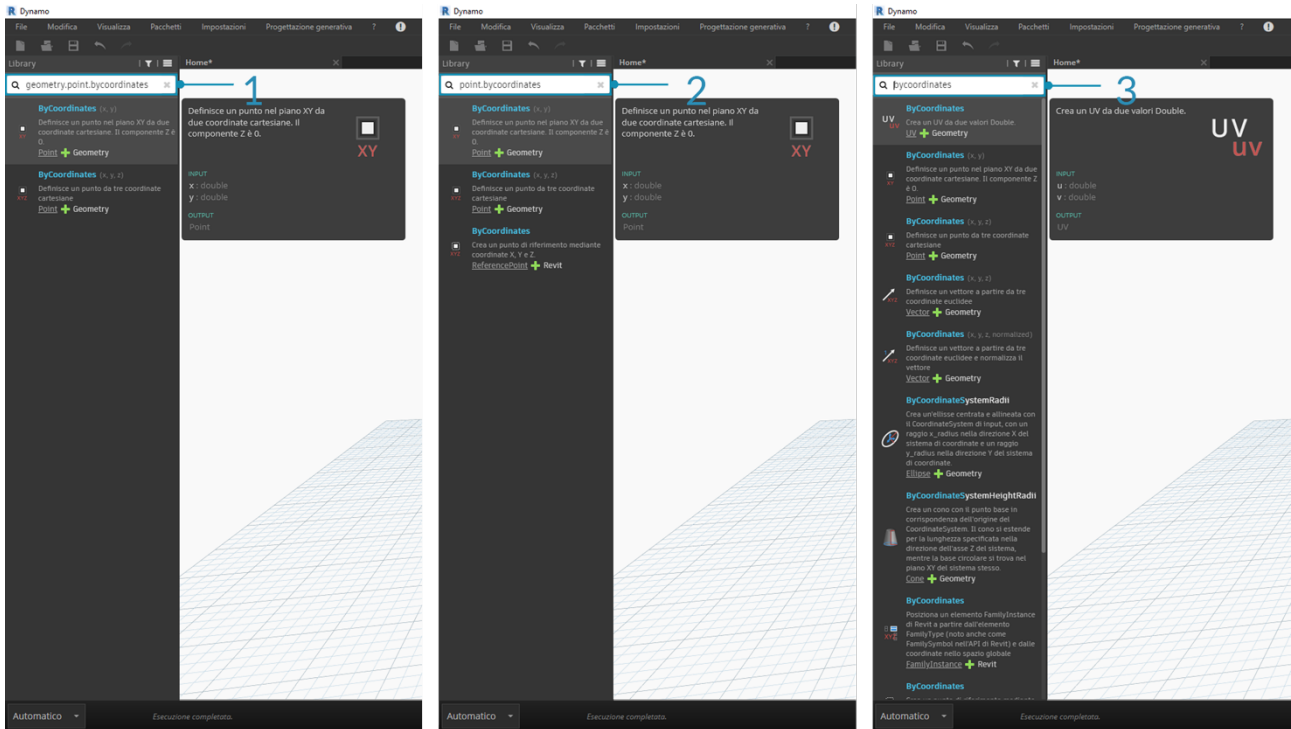 Dynamo
File Modifica Visualizza Pacchetti Impostazioni Progettazione generativa ?
Library
Home*
geometry.point.bycoordinates
1
ByCoordinates (x, y)
Definisce un punto nel piano XY da due
coordinate cartesiane. Il componente Z è
0.
Point Geometry
ByCoordinates (x, y, z)
Definisce un punto da tre coordinate
cartesiane
Point Geometry
Definisce un punto nel piano XY da
due coordinate cartesiane. Il
componente Z è 0.
XY
INPUT
x : double
y : double
OUTPUT
Point
Automatico
Esecuzione completata.
Dynamo
File Modifica Visualizza Pacchetti Impostazioni Progettazione generativa ?
Library
Home*
point.bycoordinates
2
ByCoordinates (x, y)
Definisce un punto nel piano XY da due
coordinate cartesiane. Il componente Z è
0.
Point Geometry
ByCoordinates (x, y, z)
Definisce un punto da tre coordinate
cartesiane
Point Geometry
ByCoordinates
Crea un punto di riferimento mediante
coordinate X, Y e Z.
ReferencePoint Revit
Definisce un punto nel piano XY da
due coordinate cartesiane. Il
componente Z è 0.
XY
INPUT
x : double
y : double
OUTPUT
Point
Automatico
Esecuzione completata.
Dynamo
File Modifica Visualizza Pacchetti Impostazioni Progettazione generativa ?
Library
Home*
bycoordinates
3
ByCoordinates
Crea un UV da due valori Double.
UV Geometry
ByCoordinates (x, y)
Definisce un punto nel piano XY da due
coordinate cartesiane. Il componente Z
è 0.
Point Geometry
ByCoordinates (x, y, z)
Definisce un punto da tre coordinate
cartesiane
Point Geometry
ByCoordinates (x, y, z)
Definisce un vettore a partire da tre
coordinate euclidee
Vector Geometry
ByCoordinates (x, y, z, normalized)
Definisce un vettore a partire da tre
coordinate euclidee e normalizza il
vettore
Vector Geometry
ByCoordinateSystemRadii
Crea un'ellisse centrata e allineata con
il CoordinateSystem di input, con un
raggio x_radius nella direzione X del
sistema di coordinate e un raggio
y_radius nella direzione Y del sistema
di coordinate.
Ellipse Geometry
ByCoordinateSystemHeightRadii
Crea un cono con il punto base in
corrispondenza dell'origine del
CoordinateSystem. Il cono si estende
per la lunghezza specificata nella
direzione dell'asse Z del sistema,
mentre la base circolare si trova nel
piano XY del sistema stesso.
Cone Geometry
ByCoordinates
Posiziona un elemento FamilyInstance
di Revit a partire dall'elemento
FamilyType (noto anche come
FamilySymbol nell'API di Revit) e dalle
coordinate nello spazio globale
FamilyInstance Revit
ByCoordinates
Crea un UV da due valori Double.
UV
uv
INPUT
u : double
v : double
OUTPUT
UV
Automatico
Esecuzione completata.